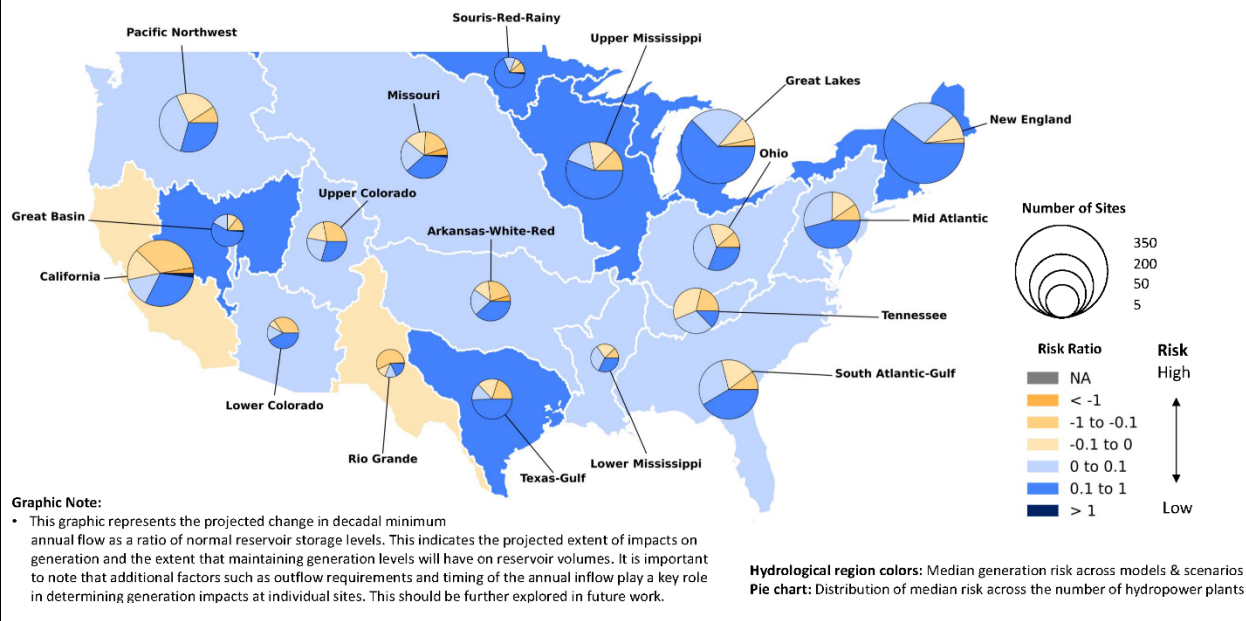 Souris-Red-Rainy
Pacific Northwest
Upper Mississippi
Great Lakes
Missouri
New England
Ohio
Upper Colorado
Great Basin
Arkansas-White-Red
Mid Atlantic
California
Tennessee
South Atlantic-Gulf
Lower Colorado
Rio Grande
Texas-Gulf
Lower Mississippi
Number of Sites
350
200
50
5
Risk Ratio
NA
< -1
-1 to -0.1
-0.1 to 0
0 to 0.1
0.1 to 1
> 1
Risk
High
Low
Graphic Note:
• This graphic represents the projected change in decadal minimum
annual flow as a ratio of normal reservoir storage levels. This indicates the projected extent of impacts on
generation and the extent that maintaining generation levels will have on reservoir volumes. It is important
to note that additional factors such as outflow requirements and timing of the annual inflow play a key role
in determining generation impacts at individual sites. This should be further explored in future work.
Hydrological region colors: Median generation risk across models & scenarios
Pie chart: Distribution of median risk across the number of hydropower plants